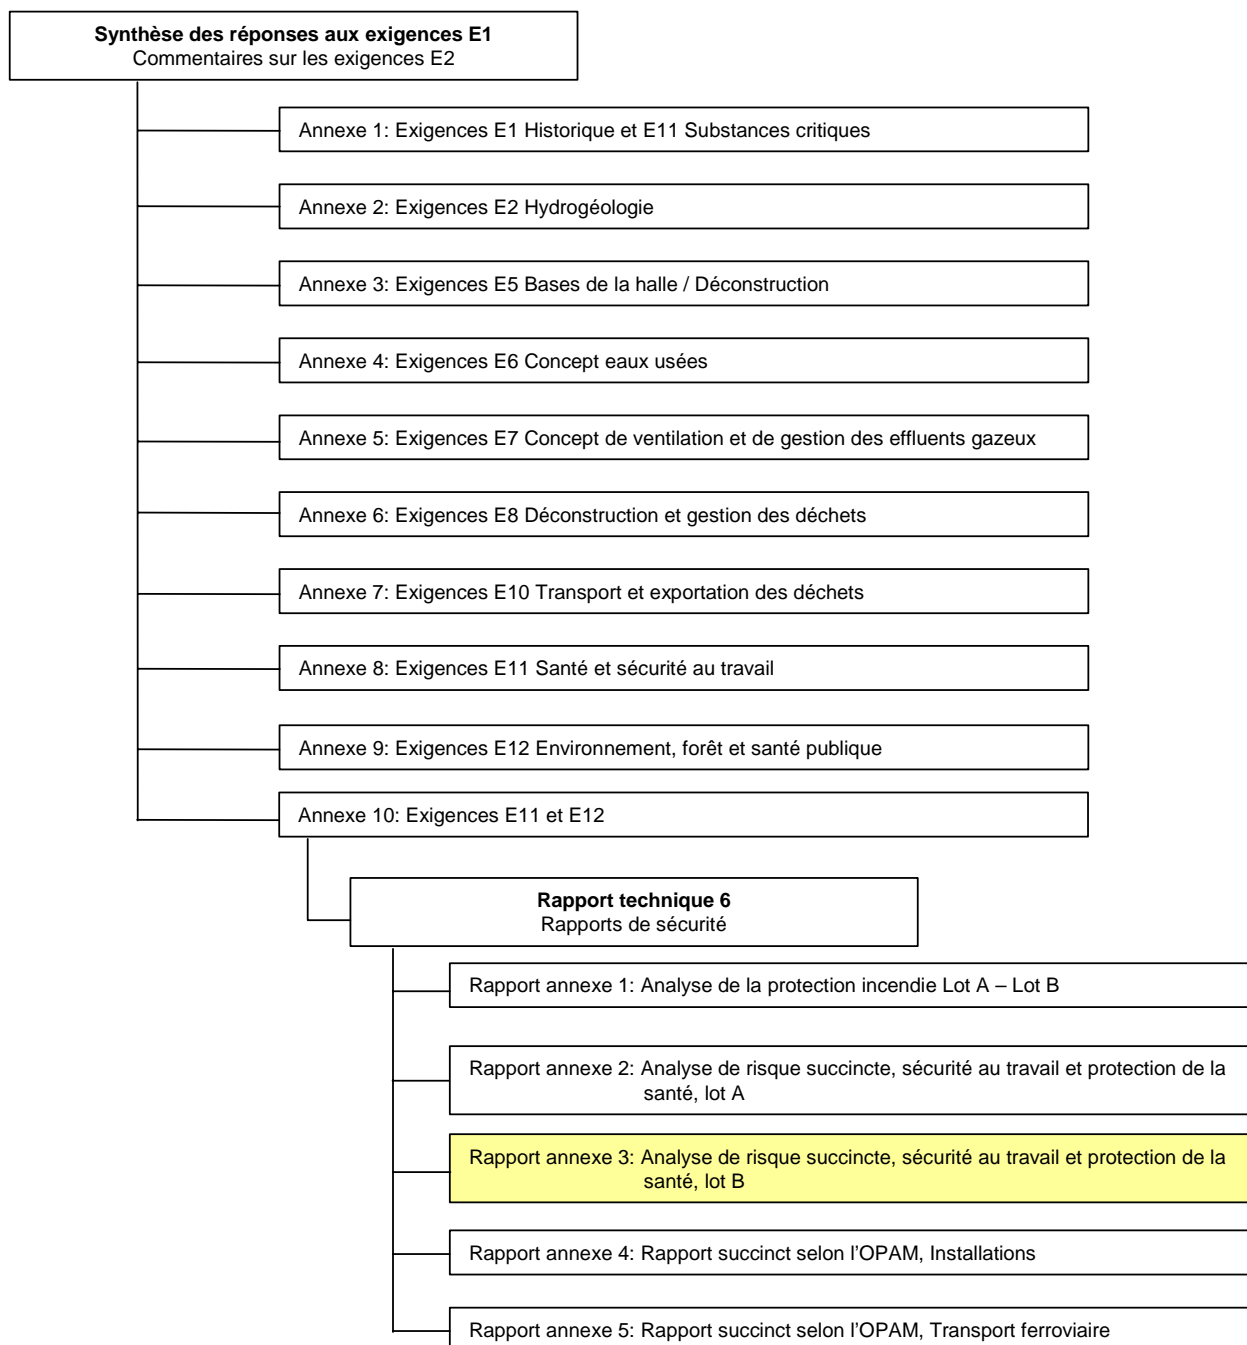 Synthèse des réponses aux exigences E1
Commentaires sur les exigences E2
Annexe 1: Exigences E1 Historique et E11 Substances critiques
Annexe 2: Exigences E2 Hydrogéologie
Annexe 3: Exigences E5 Bases de la halle / Déconstruction
Annexe 4: Exigences E6 Concept eaux usées
Annexe 5: Exigences E7 Concept de ventilation et de gestion des effluents gazeux
Annexe 6: Exigences E8 Déconstruction et gestion des déchets
Annexe 7: Exigences E10 Transport et exportation des déchets
Annexe 8: Exigences E11 Santé et sécurité au travail
Annexe 9: Exigences E12 Environnement, forêt et santé publique
Annexe 10: Exigences E11 et E12
Rapport technique 6
Rapports de sécurité
Rapport annexe 1: Analyse de la protection incendie Lot A – Lot B
Rapport annexe 2: Analyse de risque succincte, sécurité au travail et protection de la
santé, lot A
Rapport annexe 3: Analyse de risque succincte, sécurité au travail et protection de la
santé, lot B
Rapport annexe 4: Rapport succinct selon l'OPAM, Installations
Rapport annexe 5: Rapport succinct selon l'OPAM, Transport ferroviaire